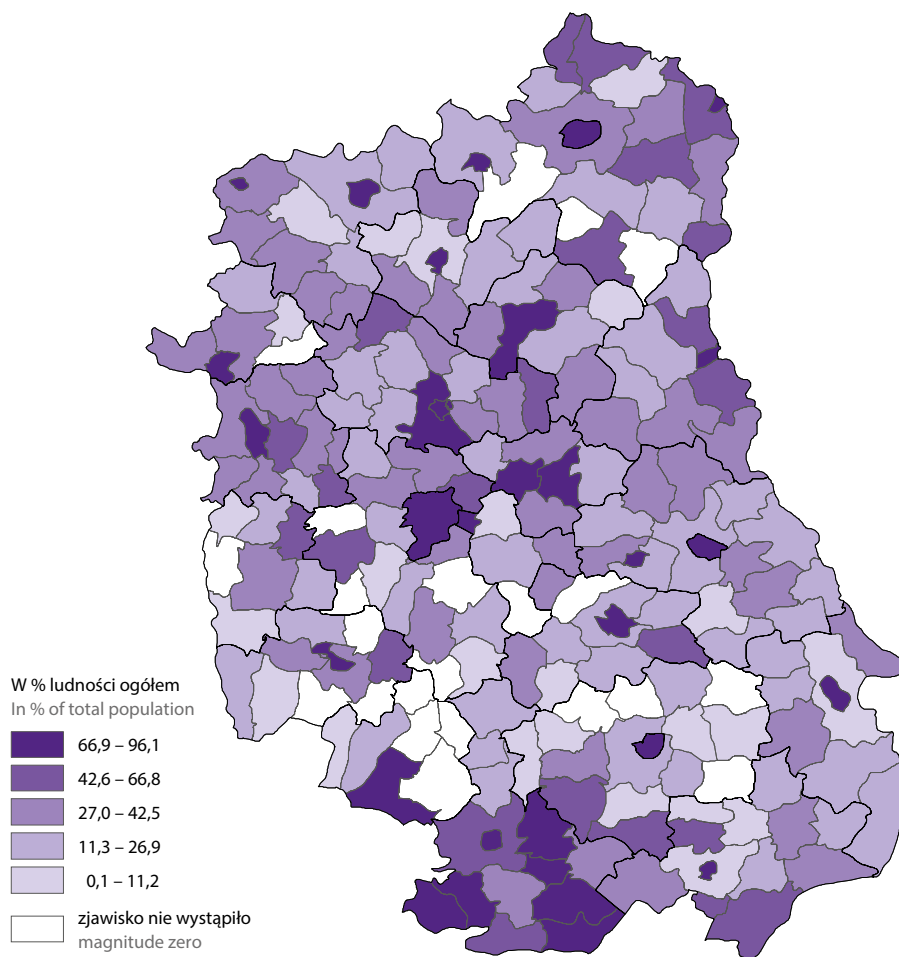 W % ludności ogółem
In % of total population
66,9 – 96,1
42,6 – 66,8
27,0 – 42,5
11,3 – 26,9
0,1 – 11,2
zjawisko nie wystąpiło
magnitude zero